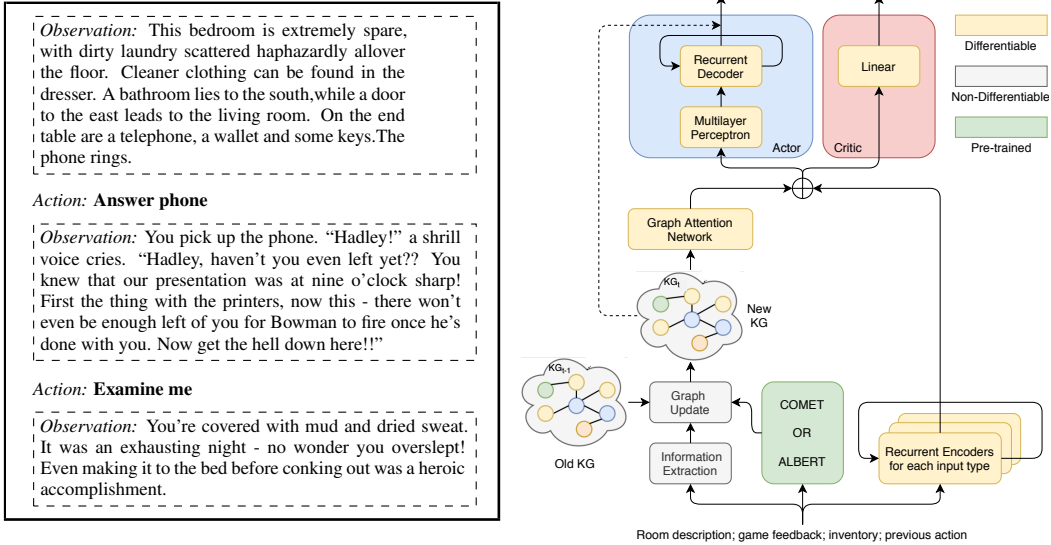 Observation: This bedroom is extremely spare,
with dirty laundry scattered haphazardly allover
the floor. Cleaner clothing can be found in the
dresser. A bathroom lies to the south,while a door
to the east leads to the living room. On the end
table are a telephone, a wallet and some keys.The
phone rings.
Action: Answer phone
Observation: You pick up the phone. “Hadley!” a shrill
voice cries. “Hadley, haven’t you even left yet?? You
knew that our presentation was at nine o’clock sharp!
First the thing with the printers, now this - there won’t
even be enough left of you for Bowman to fire once he’s
done with you. Now get the hell down here!!”
Action: Examine me
Observation: You’re covered with mud and dried sweat.
It was an exhausting night - no wonder you overslept!
Even making it to the bed before conking out was a heroic
accomplishment.
Recurrent
Decoder
Multilayer
Perceptron
Actor
Linear
Critic
Differentiable
Non-Differentiable
Pre-trained
Graph Attention
Network
KGt
New
KG
KGt-1
Old KG
Graph
Update
Information
Extraction
COMET
OR
ALBERT
Recurrent Encoders
for each input type
Room description; game feedback; inventory; previous action